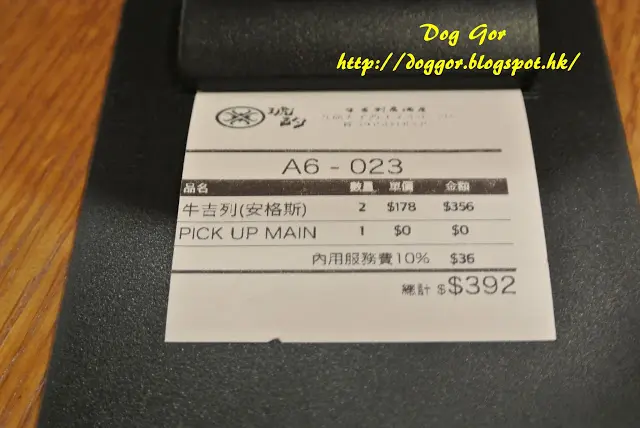 Dog Gor
http://doggor.blogspot.hk/
A6 - 023
品名 數量 單價 金額
牛吉列(安格斯) 2 $178 $356
PICK UP MAIN 1 $0 $0
內用服務費10% $36
總計 $ $392